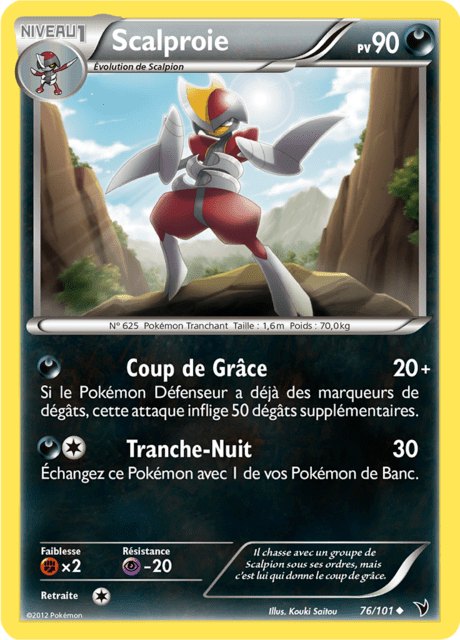 NIVEAU 1
Scalproie
PV 90
Évolution de Scalpion
N° 625 Pokémon Tranchant Taille : 1,6m Poids : 70,0kg
Coup de Grâce 20+
Si le Pokémon Défenseur a déjà des marqueurs de
dégâts, cette attaque inflige 50 dégâts supplémentaires.
Tranche-Nuit 30
Échangez ce Pokémon avec 1 de vos Pokémon de Banc.
Faiblesse
×2
Résistance
-20
Retraite
Il chasse avec un groupe de
Scalpion sous ses ordres, mais
c'est lui qui donne le coup de grâce.
©2012 Pokémon
Illus. Kouki Saitou
76/101